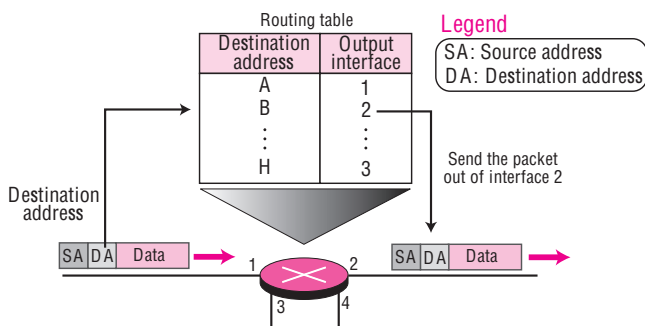 Routing table
Legend
SA: Source address
DA: Destination address
Destination address
Output interface
A 1
B 2
⋮ ⋮
H 3
Send the packet
out of interface 2
Destination
address
SA DA Data
SA DA Data
1 2
3 4